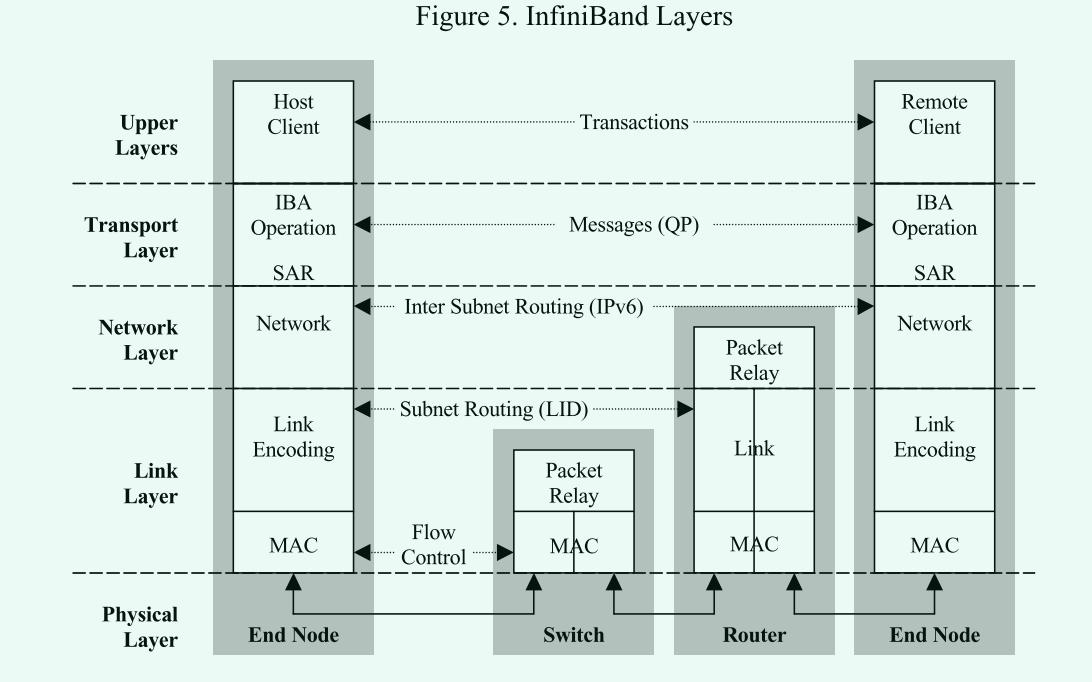 Figure 5. InfiniBand Layers
Upper
Layers
Host
Client
Transactions
Remote
Client
Transport
Layer
IBA
Operation
SAR
Messages (QP)
IBA
Operation
SAR
Network
Layer
Network
Inter Subnet Routing (IPv6)
Packet
Relay
Network
Link
Layer
Link
Encoding
Subnet Routing (LID)
Packet
Relay
Link
Link
Encoding
MAC
Flow
Control
MAC
MAC
MAC
Physical
Layer
End Node
Switch
Router
End Node